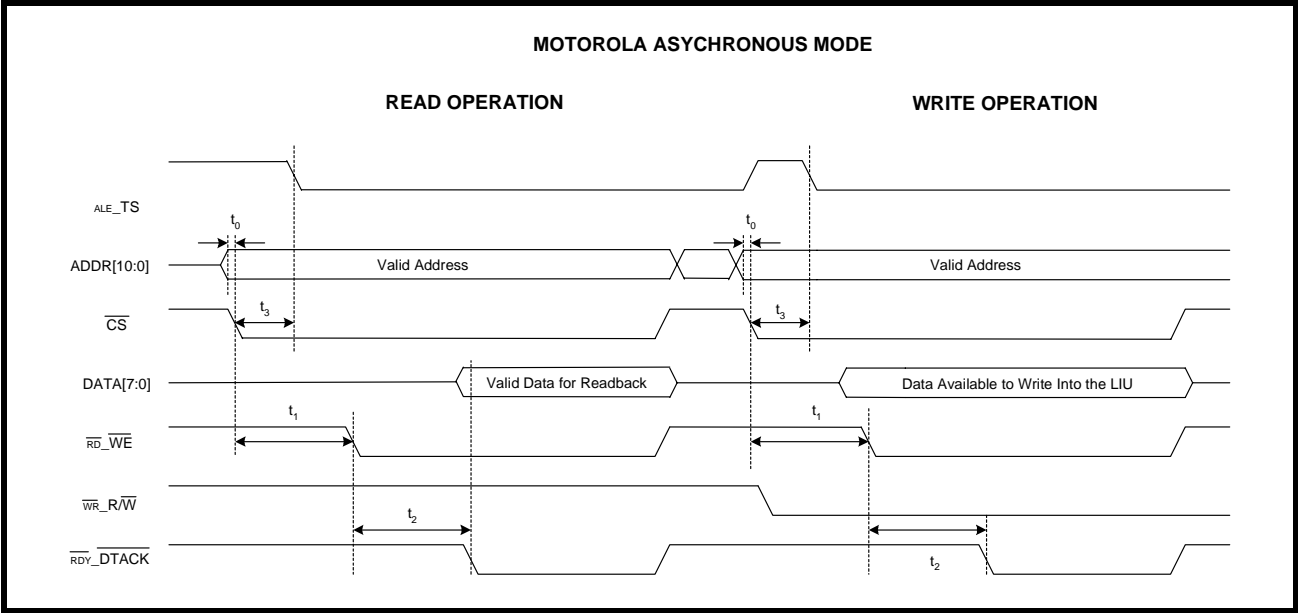 MOTOROLA ASYCHRONOUS MODE
READ OPERATION
WRITE OPERATION
ALE_TS
t0
t0
ADDR[10:0]
Valid Address
Valid Address
CS
t3
t3
DATA[7:0]
Valid Data for Readback
Data Available to Write Into the LIU
t1
t1
RD_WE
WR_R/W
t2
RDY_DTACK
t2